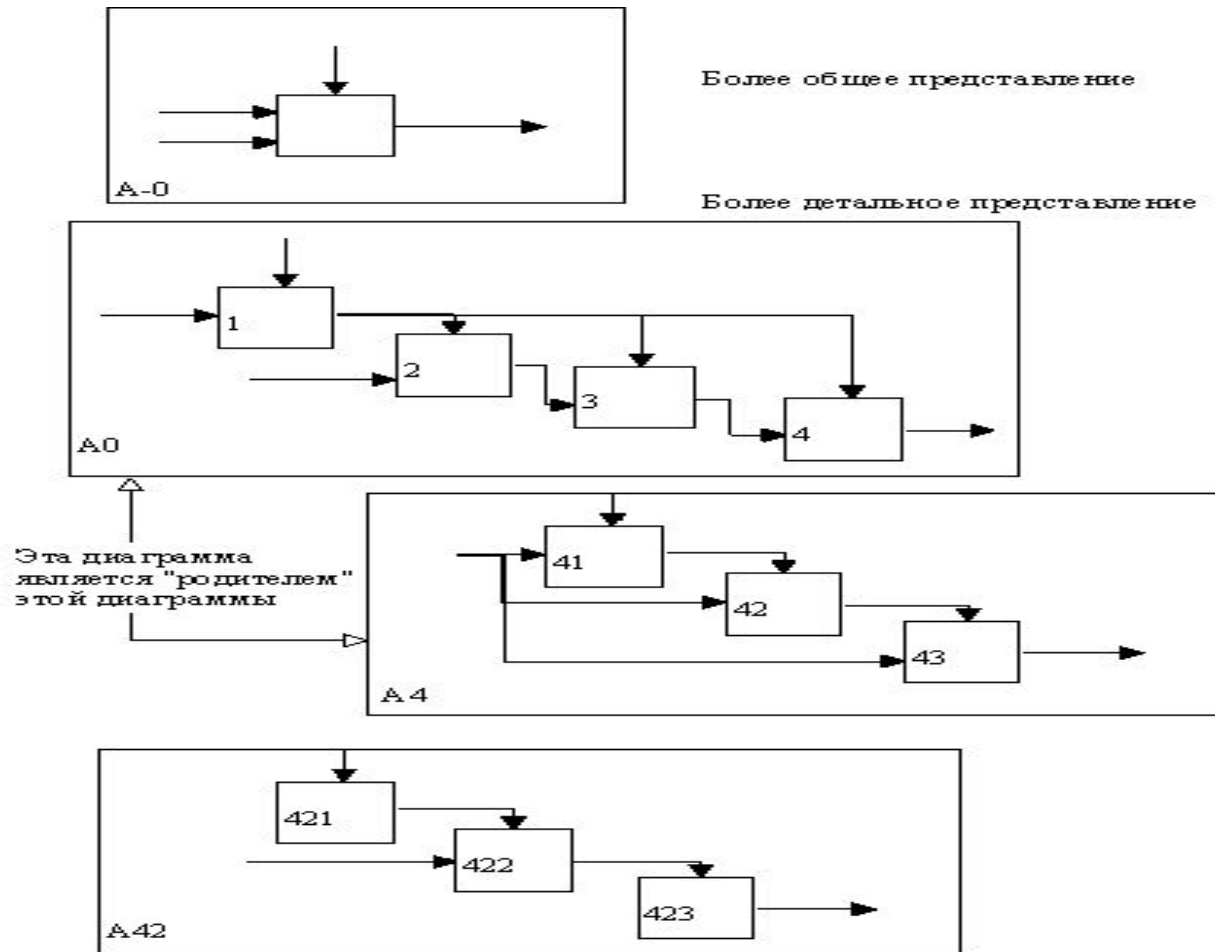 Более общее представление
A-0
Более детальное представление
1
2
3
4
A0
Эта диаграмма
является "родителем"
этой диаграммы
41
42
43
A4
421
422
423
A42